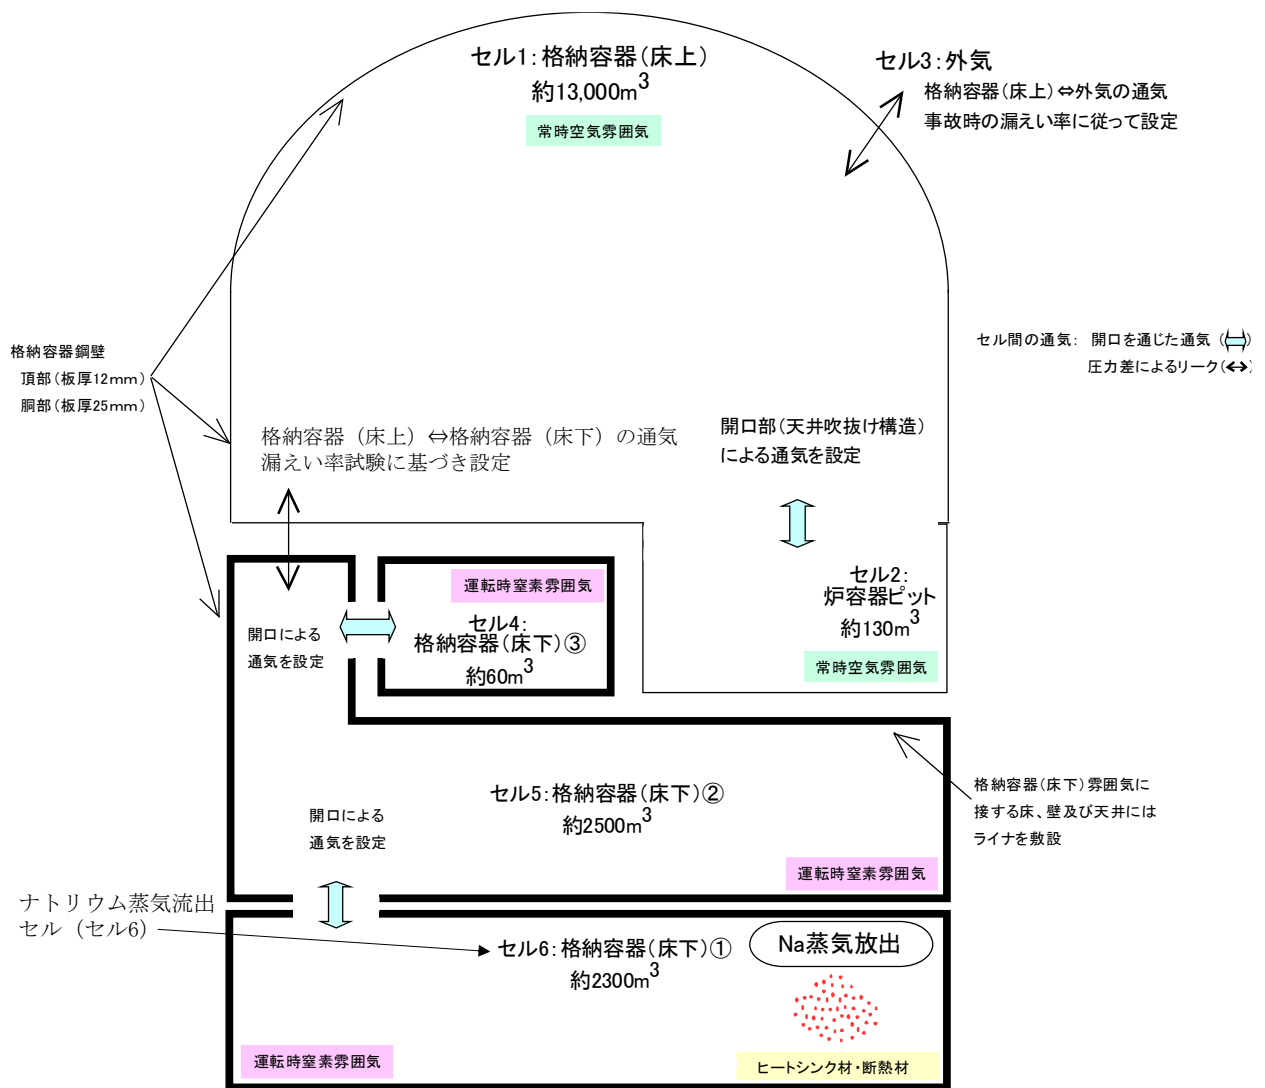 セル1：格納容器（床上）
約13,000m3
常時空気雰囲気
セル3：外気
格納容器（床上）⇔外気の通気
事故時の漏えい率に従って設定
格納容器鋼壁
頂部（板厚12mm）
胴部（板厚25mm）
セル間の通気： 開口を通じた通気（⇔）
圧力差によるリーク（↔）
格納容器（床上）⇔格納容器（床下）の通気
漏えい率試験に基づき設定
開口部（天井吹抜け構造）
による通気を設定
運転時窒素雰囲気
セル4：
格納容器（床下）③
約60m3
開口による
通気を設定
セル2：
炉容器ピット
約130m3
常時空気雰囲気
セル5：格納容器（床下）②
約2500m3
開口による
通気を設定
運転時窒素雰囲気
格納容器（床下）雰囲気に
接する床、壁及び天井には
ライナを敷設
ナトリウム蒸気流出
セル（セル6）
セル6：格納容器（床下）①
約2300m3
Na蒸気放出
運転時窒素雰囲気
ヒートシンク材・断熱材